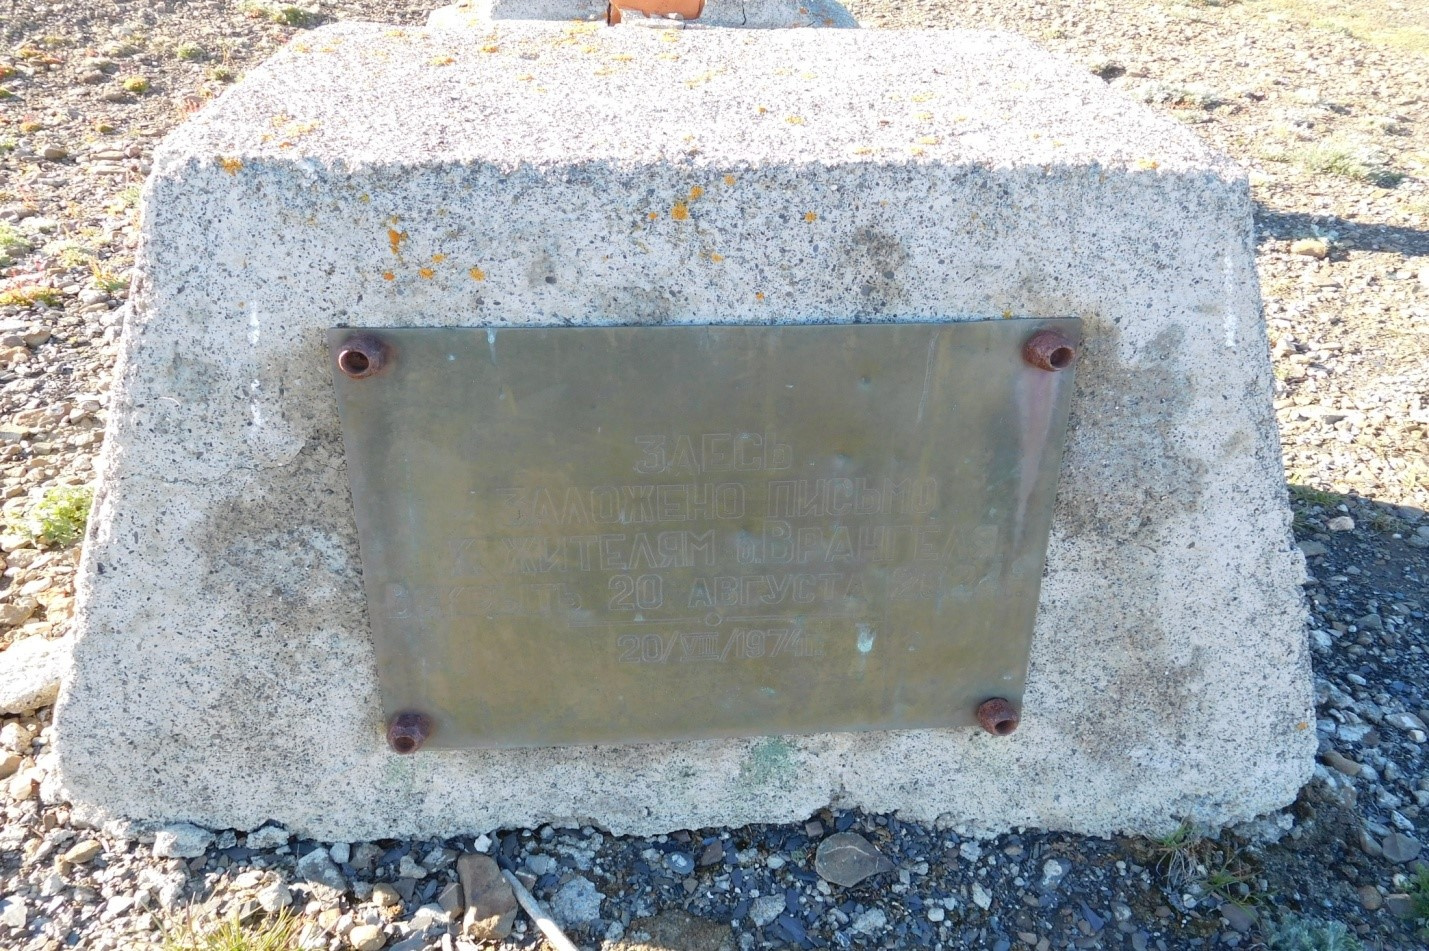 ЗДЕСЬ
ЗАЛОЖЕНО ПИСЬМО
К ЖИТЕЛЯМ о.ВРАНГЕЛЯ
ВСКРЫТЬ 20 АВГУСТА
20/VIII/1974г.